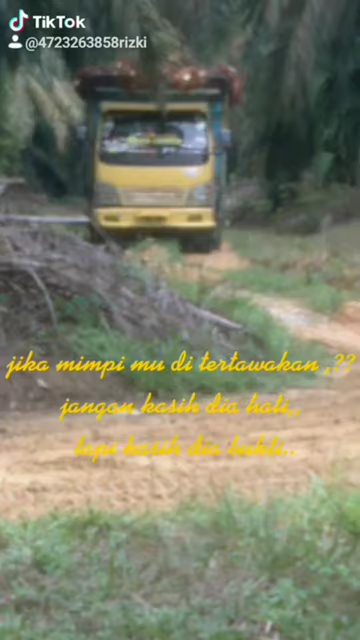 TikTok
@4723263858rizki
jika mimpi mu di tertawakan ,??
jangan kasih dia hati,.
tapi kasih dia bukti..